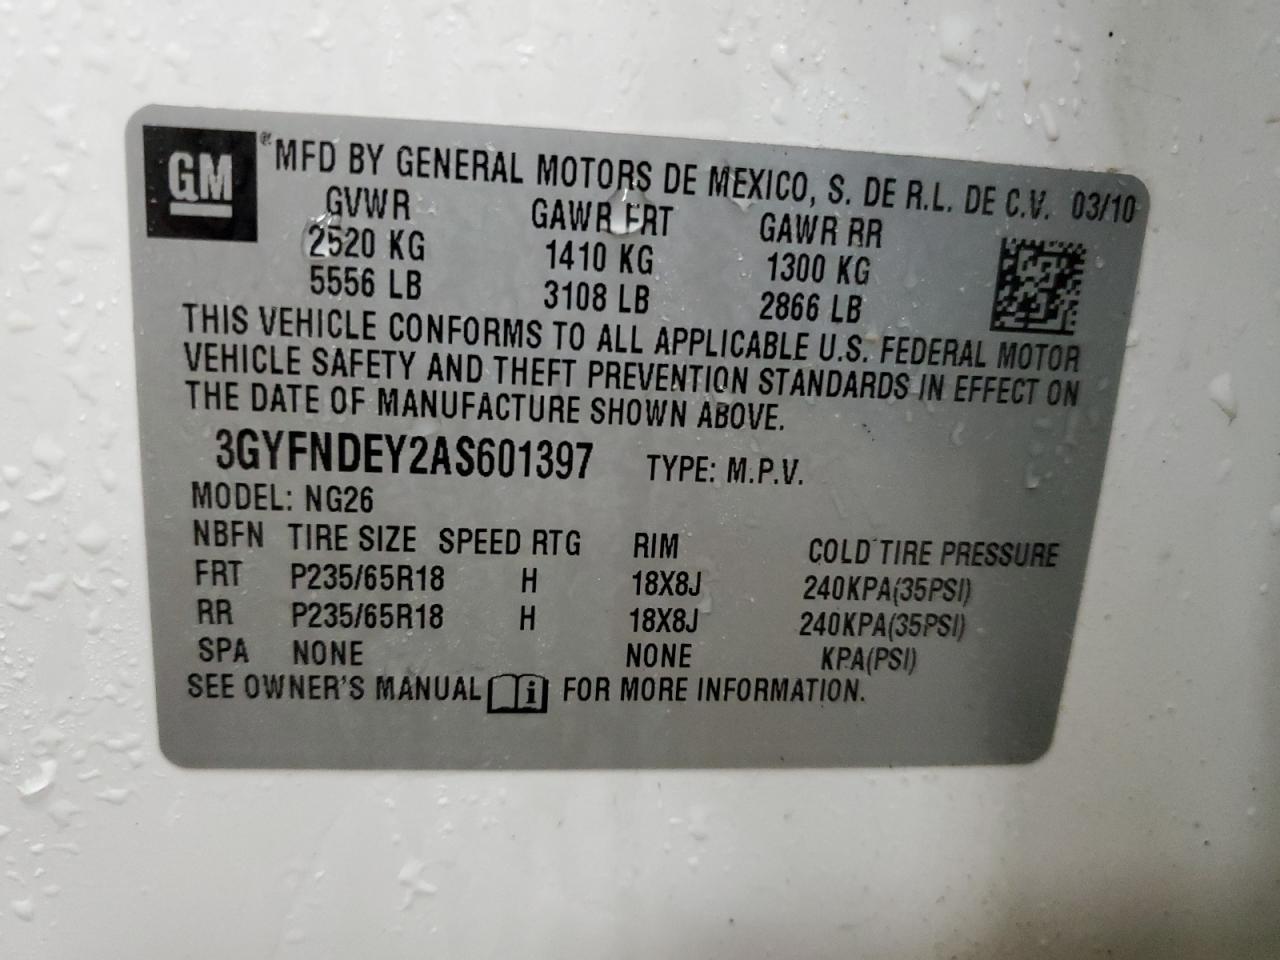 GM
® MFD BY GENERAL MOTORS DE MEXICO, S. DE R.L. DE C.V. 03/10
GVWR GAWR FRT GAWR RR
2520 KG 1410 KG 1300 KG
5556 LB 3108 LB 2866 LB
THIS VEHICLE CONFORMS TO ALL APPLICABLE U.S. FEDERAL MOTOR
VEHICLE SAFETY AND THEFT PREVENTION STANDARDS IN EFFECT ON
THE DATE OF MANUFACTURE SHOWN ABOVE.
3GYFNDEY2AS601397 TYPE: M.P.V.
MODEL: NG26
NBFN TIRE SIZE SPEED RTG RIM COLD TIRE PRESSURE
FRT P235/65R18 H 18X8J 240KPA(35PSI)
RR P235/65R18 H 18X8J 240KPA(35PSI)
SPA NONE NONE KPA(PSI)
SEE OWNER'S MANUAL i FOR MORE INFORMATION.